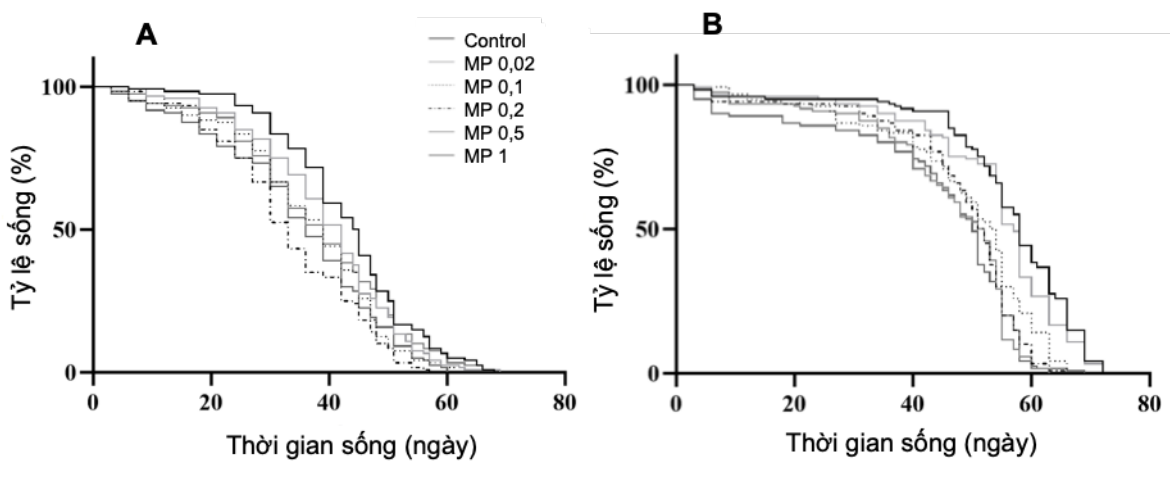 A
Control
MP 0,02
MP 0,1
MP 0,2
MP 0,5
MP 1
Tỷ lệ sống (%)
100
50
0
0 20 40 60 80
Thời gian sống (ngày)
B
Tỷ lệ sống (%)
100
50
0
0 20 40 60 80
Thời gian sống (ngày)